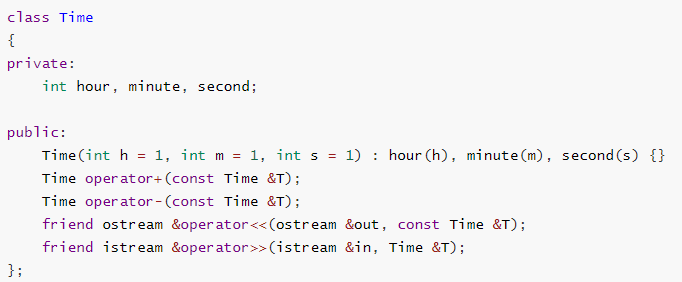 class Time
{
private:
    int hour, minute, second;

public:
    Time(int h = 1, int m = 1, int s = 1) : hour(h), minute(m), second(s) {}
    Time operator+(const Time &T);
    Time operator-(const Time &T);
    friend ostream &operator<<(ostream &out, const Time &T);
    friend istream &operator>>(istream &in, Time &T);
};